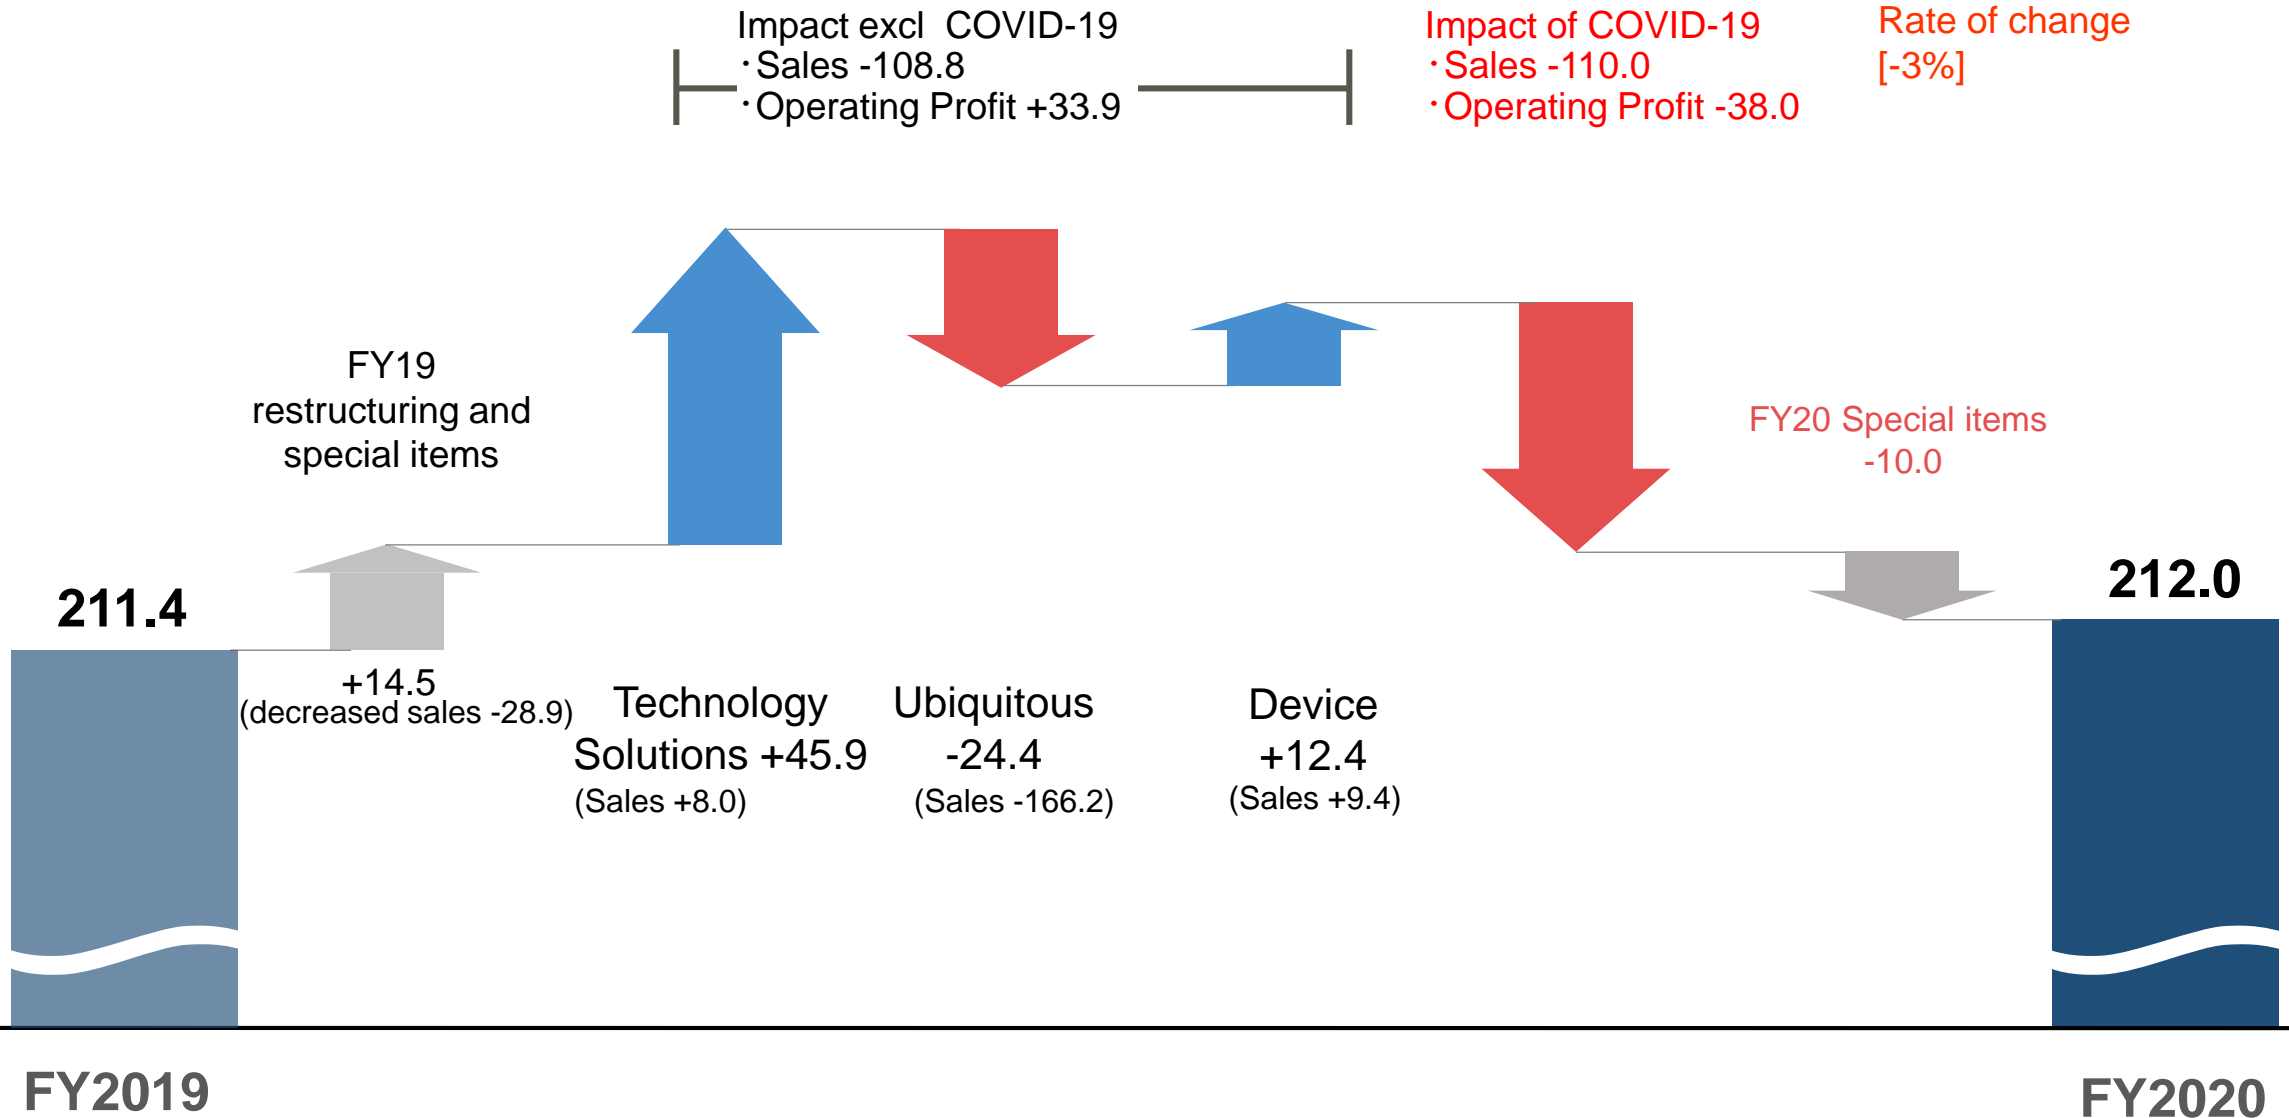 Impact excl COVID-19
・Sales -108.8
・Operating Profit +33.9
Impact of COVID-19
・Sales -110.0
・Operating Profit -38.0
Rate of change
[-3%]
FY19
restructuring and
special items
FY20 Special items
-10.0
211.4
212.0
+14.5
(decreased sales -28.9)
Technology
Solutions +45.9
(Sales +8.0)
Ubiquitous
-24.4
(Sales -166.2)
Device
+12.4
(Sales +9.4)
FY2019
FY2020